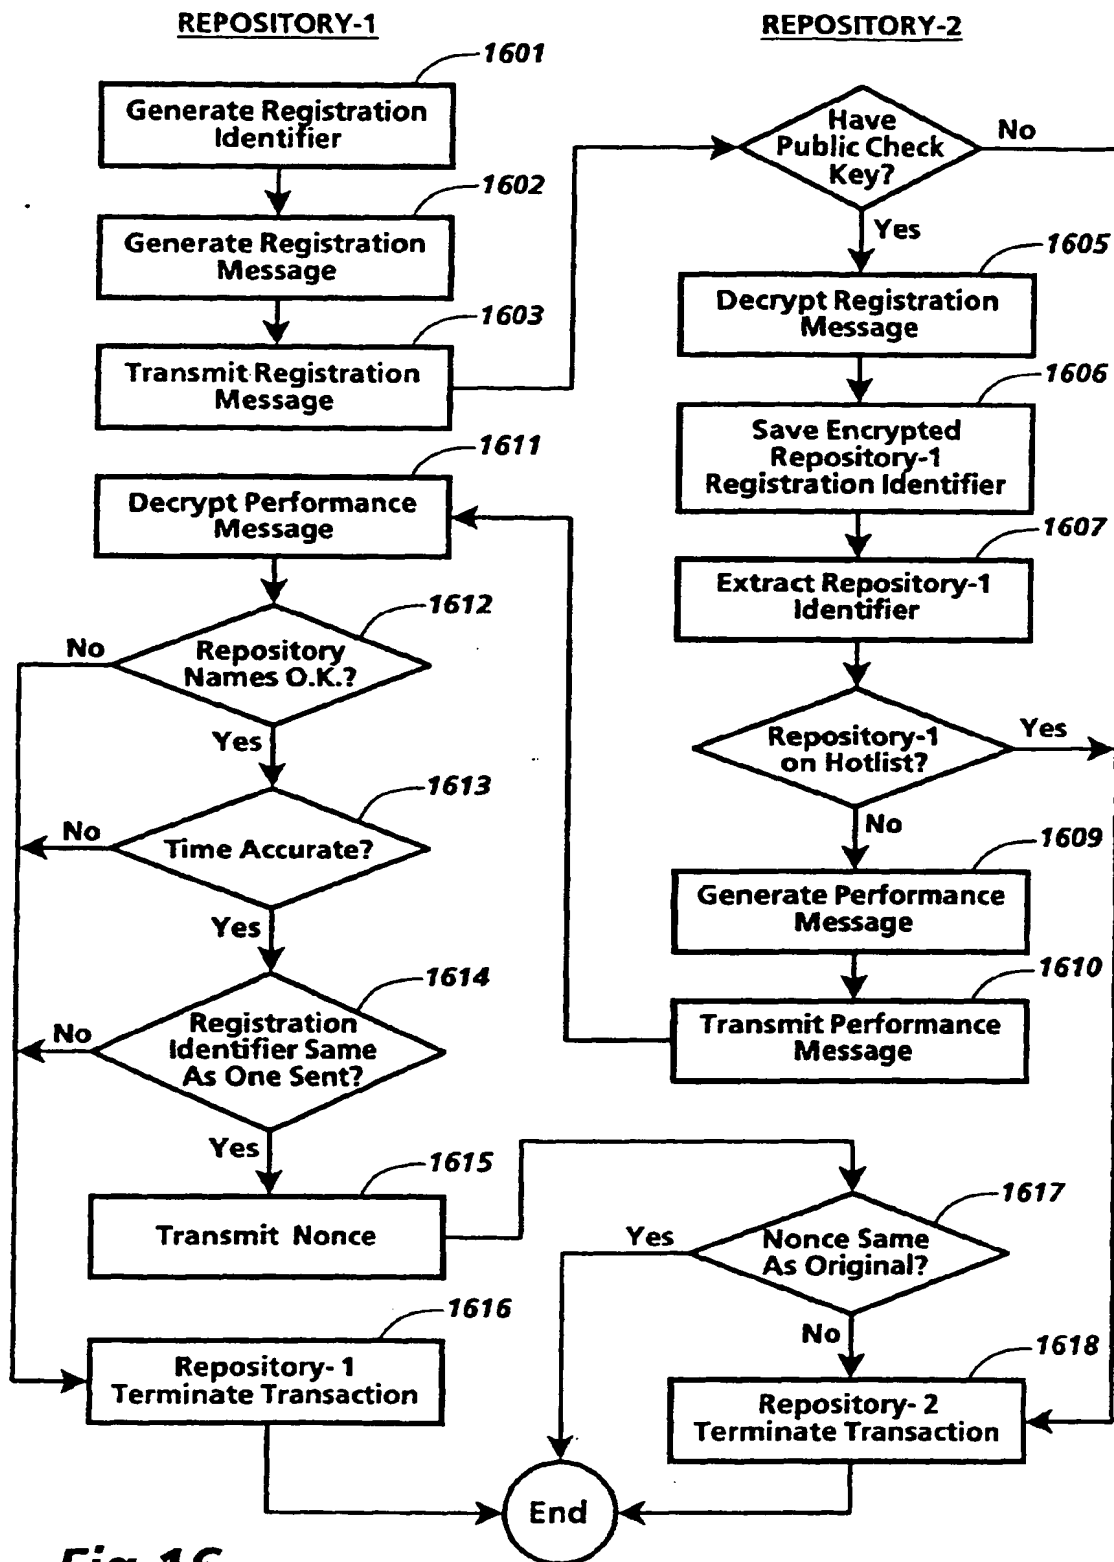 REPOSITORY-1
1601
Generate Registration
Identifier
1602
Generate Registration
Message
1603
Transmit Registration
Message
1611
Decrypt Performance
Message
1612
No
Repository
Names O.K.?
Yes
1613
No
Time Accurate?
Yes
1614
No
Registration
Identifier Same
As One Sent?
Yes
1615
Transmit Nonce
1616
Repository- 1
Terminate Transaction
REPOSITORY-2
Have
Public Check
Key?
No
Yes
1605
Decrypt Registration
Message
1606
Save Encrypted
Repository-1
Registration Identifier
1607
Extract Repository-1
Identifier
Repository-1
on Hotlist?
Yes
No
1609
Generate Performance
Message
1610
Transmit Performance
Message
1617
Yes
Nonce Same
As Original?
No
1618
Repository- 2
Terminate Transaction
End